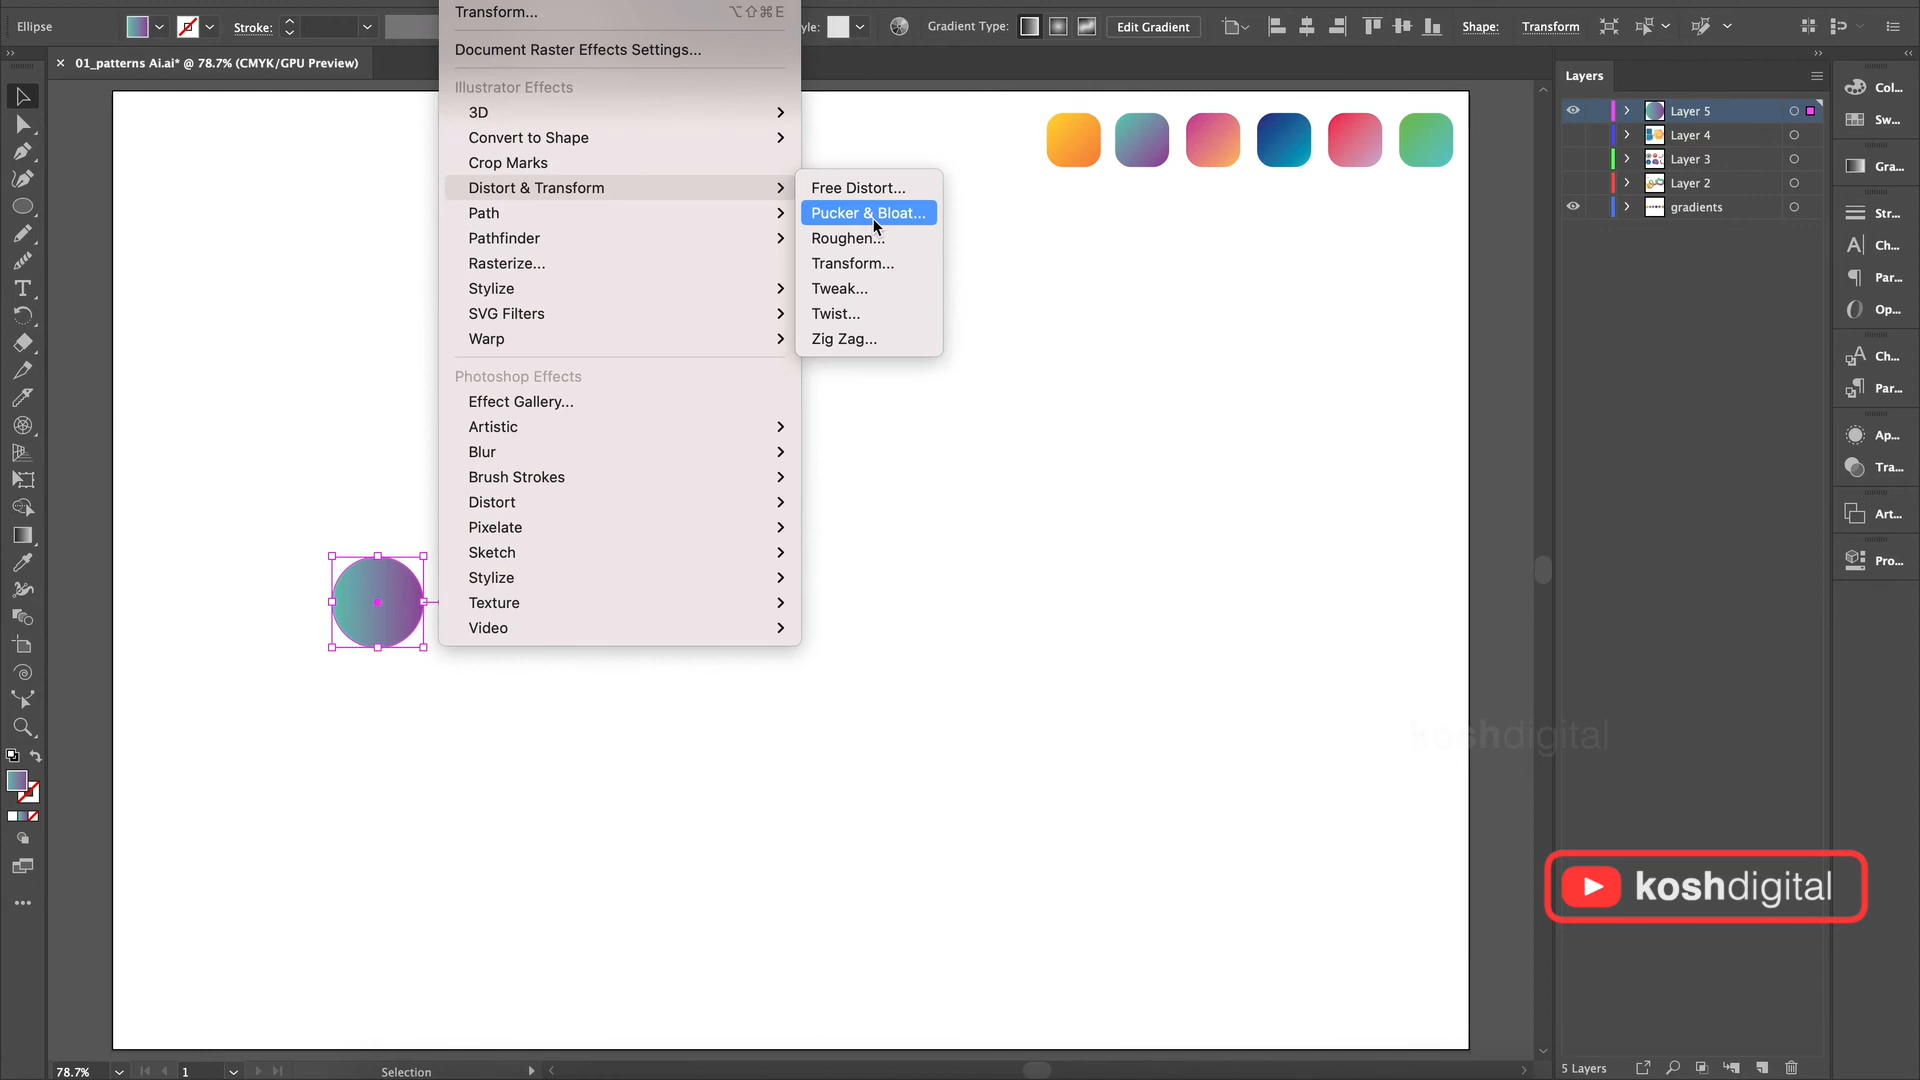 Ellipse
Stroke:
yle:
Gradient Type:
Edit Gradient
Shape:
Transform
01_patterns Ai.ai* @ 78.7% (CMYK/GPU Preview)
Transform...
⌥⇧⌘E
Document Raster Effects Settings...
Illustrator Effects
3D
Convert to Shape
Crop Marks
Distort & Transform
Path
Pathfinder
Rasterize...
Stylize
SVG Filters
Warp
Photoshop Effects
Effect Gallery...
Artistic
Blur
Brush Strokes
Distort
Pixelate
Sketch
Stylize
Texture
Video
Free Distort...
Pucker & Bloat...
Roughen...
Transform...
Tweak...
Twist...
Zig Zag...
Layers
Layer 5
Layer 4
Layer 3
Layer 2
gradients
Col...
Sw...
Gra...
Str...
Ch...
Par...
Op...
Ch...
Par...
Ap...
Tra...
Art...
Pro...
koshdigital
koshdigital
78.7%
1
Selection
5 Layers